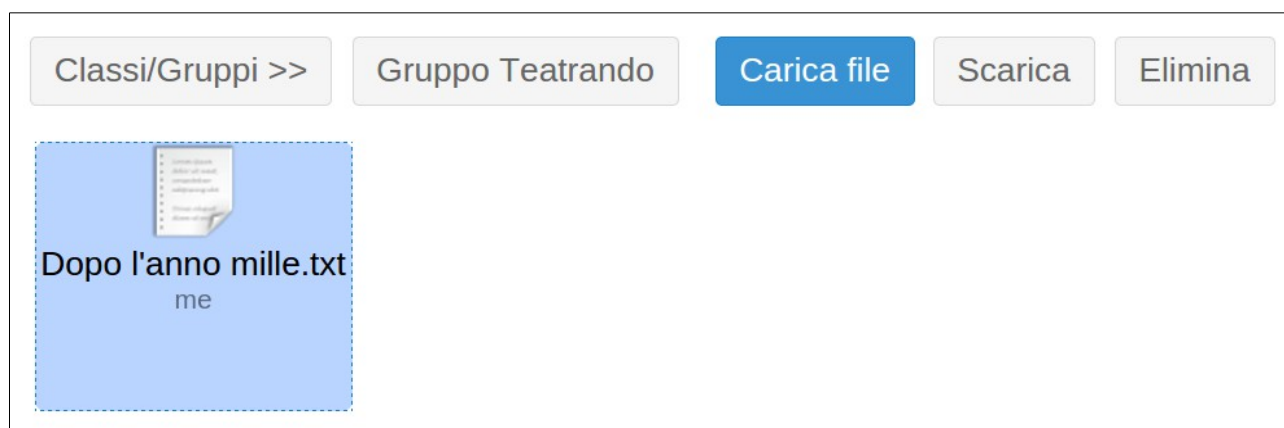 Classi/Gruppi >> Gruppo Teatrando Carica file Scarica Elimina
Dopo l'anno mille.txt
me